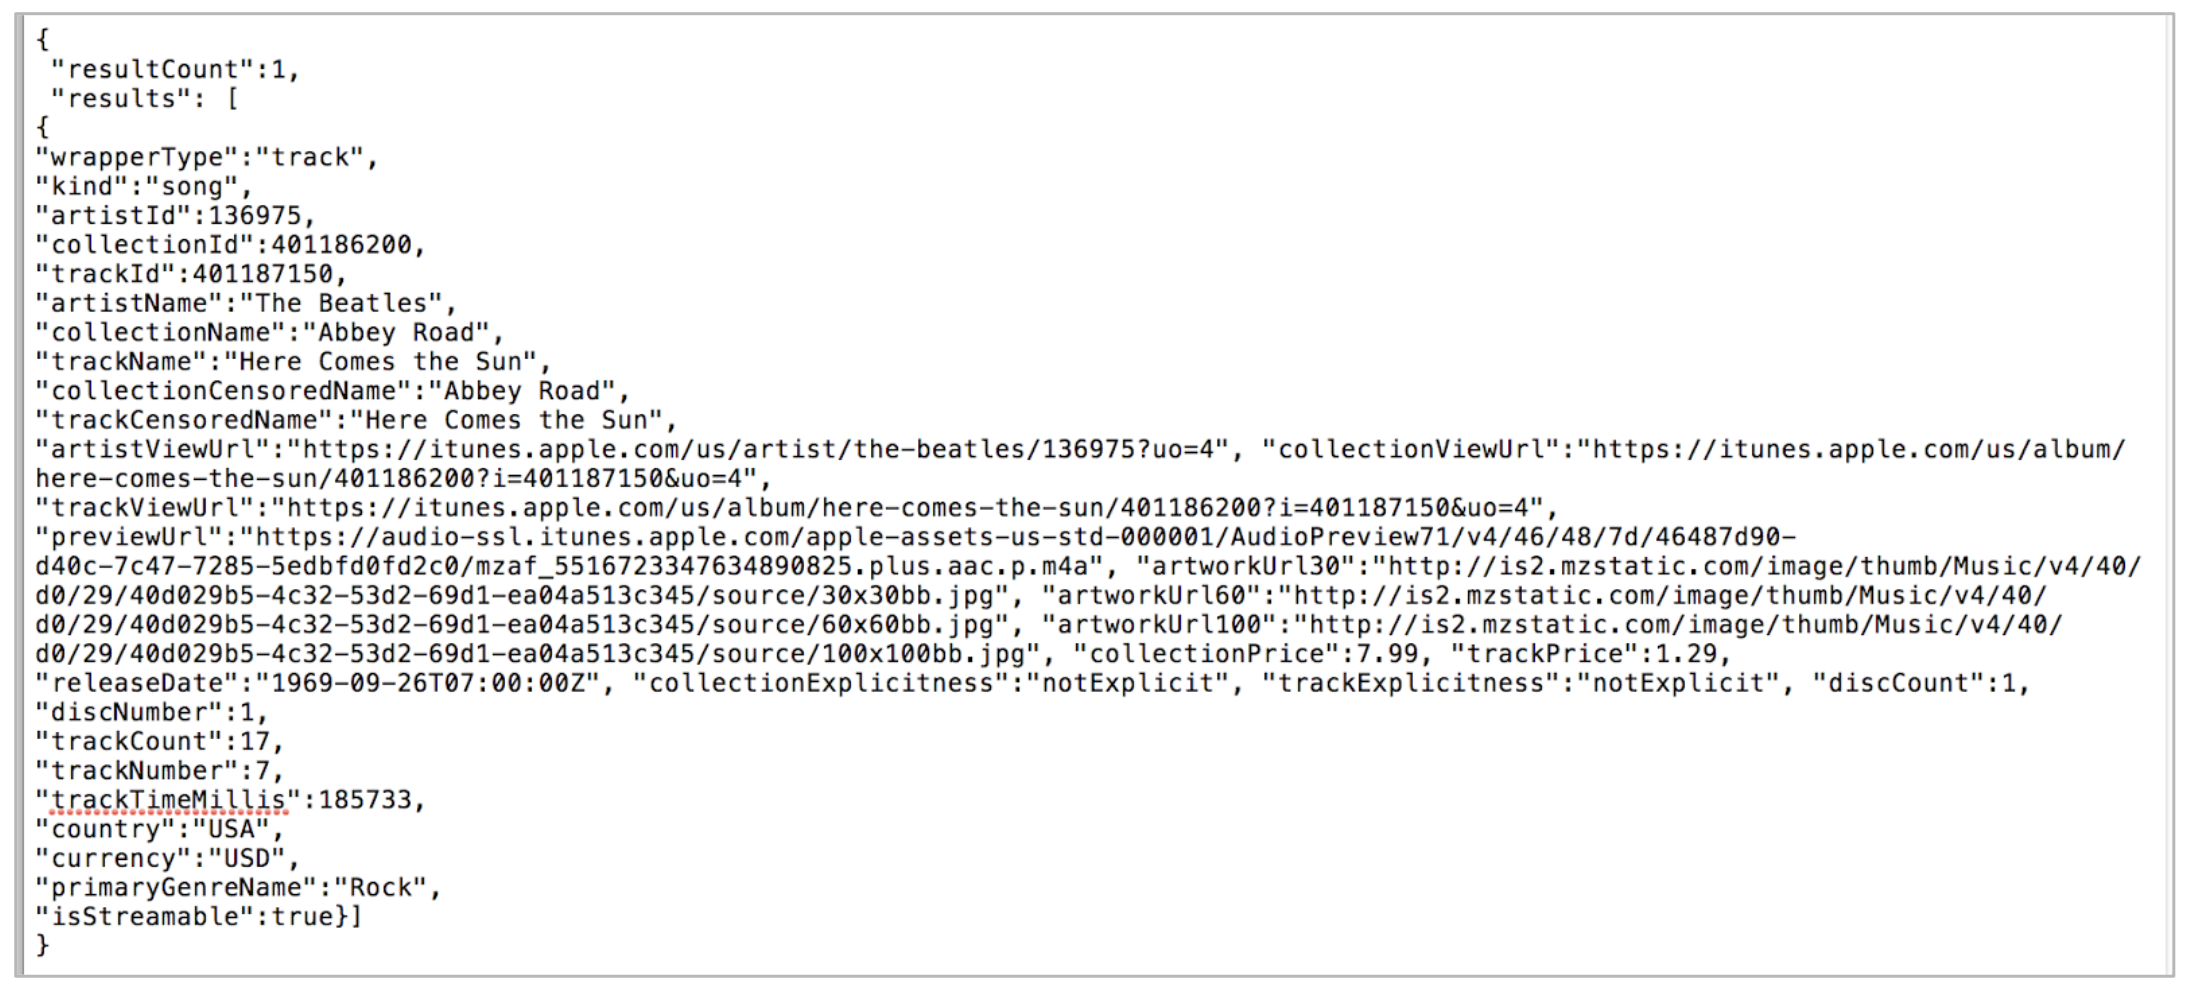 {
"resultCount":1,
"results": [
{
"wrapperType":"track",
"kind":"song",
"artistId":136975,
"collectionId":401186200,
"trackId":401187150,
"artistName":"The Beatles",
"collectionName":"Abbey Road",
"trackName":"Here Comes the Sun",
"collectionCensoredName":"Abbey Road",
"trackCensoredName":"Here Comes the Sun",
"artistViewUrl":"https://itunes.apple.com/us/artist/the-beatles/136975?uo=4", "collectionViewUrl":"https://itunes.apple.com/us/album/
here-comes-the-sun/401186200?i=401187150&uo=4",
"trackViewUrl":"https://itunes.apple.com/us/album/here-comes-the-sun/401186200?i=401187150&uo=4",
"previewUrl":"https://audio-ssl.itunes.apple.com/apple-assets-us-std-000001/AudioPreview71/v4/46/48/7d/46487d90-
d40c-7c47-7285-5edbfd0fd2c0/mzaf_5516723347634890825.plus.aac.p.m4a", "artworkUrl30":"http://is2.mzstatic.com/image/thumb/Music/v4/40/
d0/29/40d029b5-4c32-53d2-69d1-ea04a513c345/source/30x30bb.jpg", "artworkUrl60":"http://is2.mzstatic.com/image/thumb/Music/v4/40/
d0/29/40d029b5-4c32-53d2-69d1-ea04a513c345/source/60x60bb.jpg", "artworkUrl100":"http://is2.mzstatic.com/image/thumb/Music/v4/40/
d0/29/40d029b5-4c32-53d2-69d1-ea04a513c345/source/100x100bb.jpg", "collectionPrice":7.99, "trackPrice":1.29,
"releaseDate":"1969-09-26T07:00:00Z", "collectionExplicitness":"notExplicit", "trackExplicitness":"notExplicit", "discCount":1,
"discNumber":1,
"trackCount":17,
"trackNumber":7,
"trackTimeMillis":185733,
"country":"USA",
"currency":"USD",
"primaryGenreName":"Rock",
"isStreamable":true}]
}